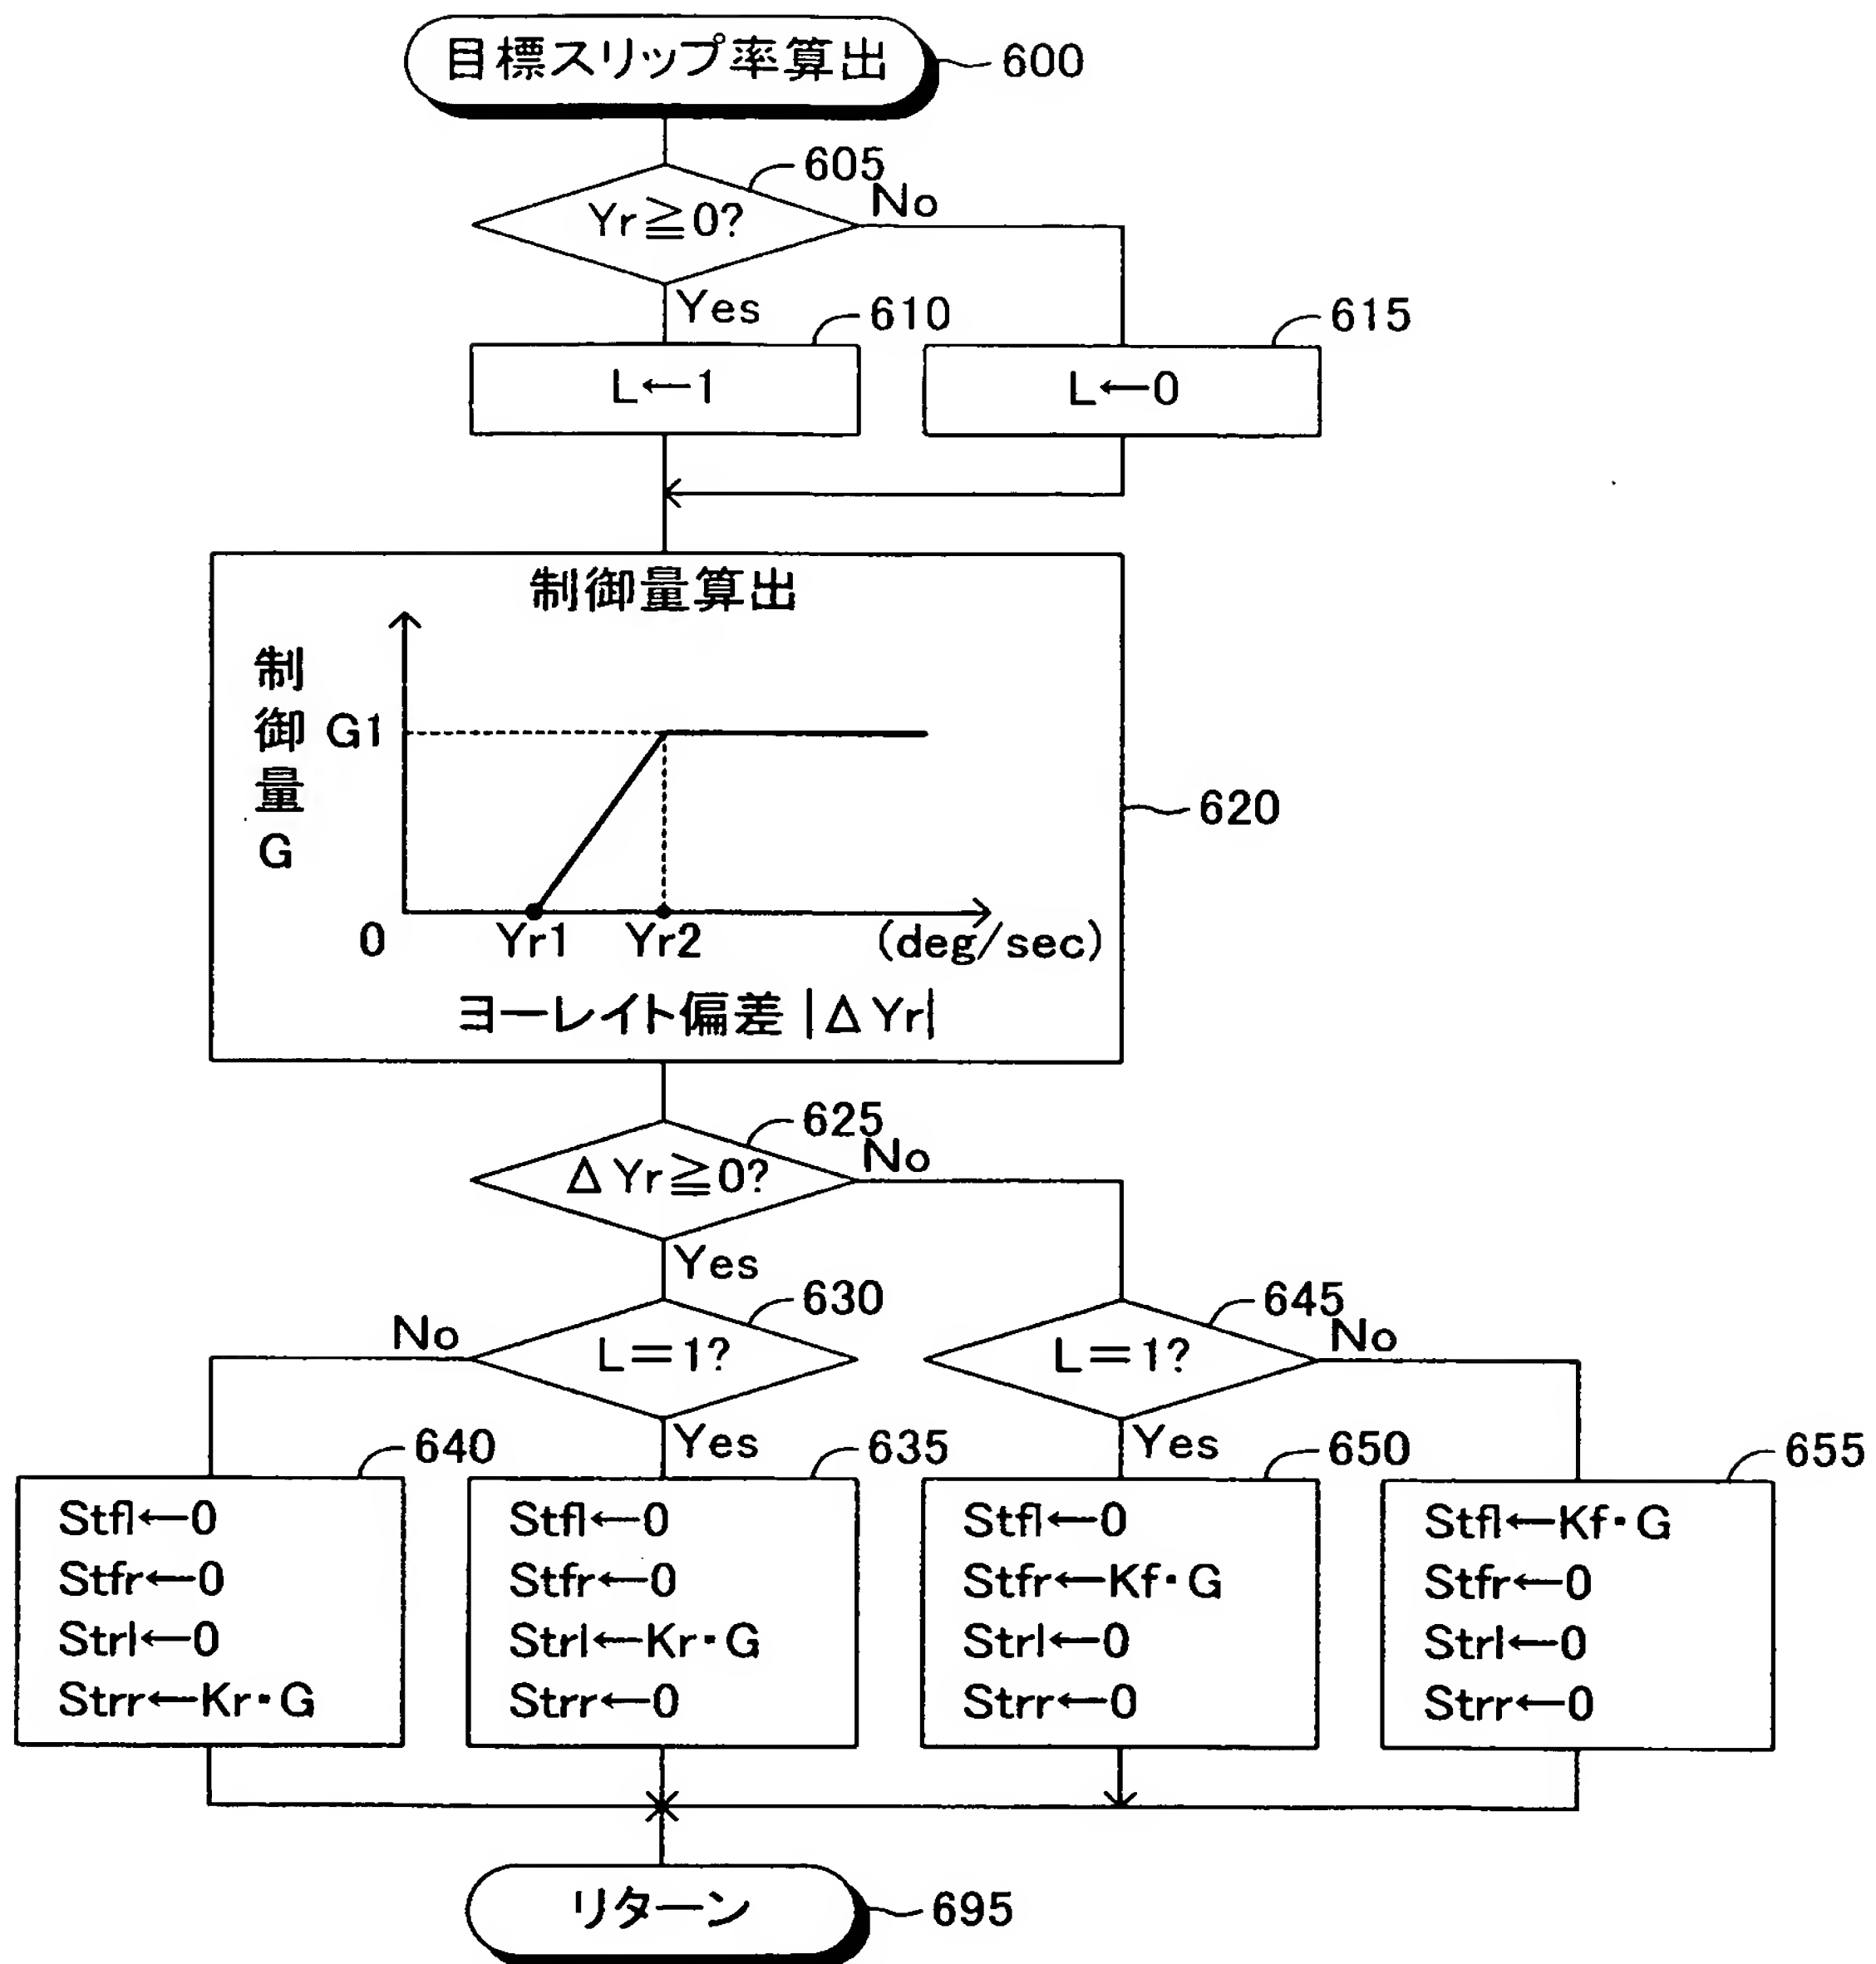 目標スリップ率算出
600
605
Yr≧0?
No
Yes
610
615
L←1
L←0
制御量算出
制御量G
G1
0
Yr1
Yr2
(deg/sec)
ヨーレイト偏差|ΔYr|
620
625
ΔYr≧0?
No
Yes
630
645
No
L=1?
L=1?
No
Yes
Yes
640
635
650
655
Stfl←0
Stfr←0
Strl←0
Strr←Kr·G
Stfl←0
Stfr←0
Strl←Kr·G
Strr←0
Stfl←0
Stfr←Kf·G
Strl←0
Strr←0
Stfl←Kf·G
Stfr←0
Strl←0
Strr←0
リターン
695